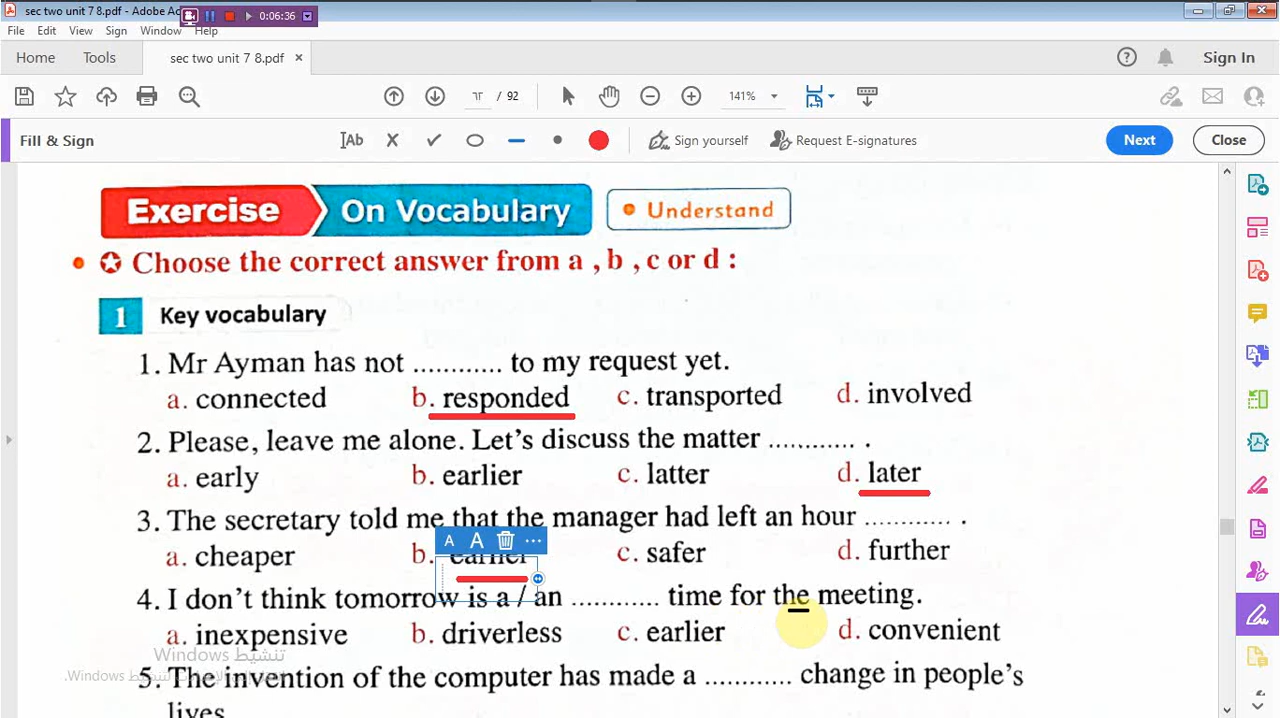 sec two unit 7 8.pdf - Adobe Ac
0:06:36
File Edit View Sign Window Help
Home Tools sec two unit 7 8.pdf × Sign In
٦٣ / 92 141%
Fill & Sign Ab Sign yourself Request E-signatures Next Close
Exercise On Vocabulary Understand
Choose the correct answer from a , b , c or d :
1 Key vocabulary
1. Mr Ayman has not ............ to my request yet.
a. connected b. responded c. transported d. involved
2. Please, leave me alone. Let's discuss the matter ............ .
a. early b. earlier c. latter d. later
3. The secretary told me that the manager had left an hour ............ .
A A ...
a. cheaper b. earlier c. safer d. further
4. I don't think tomorrow is a / an ............ time for the meeting.
a. inexpensive b. driverless c. earlier d. convenient
تنشيط Windows
5. The invention of the computer has made a ............ change in people's
lives